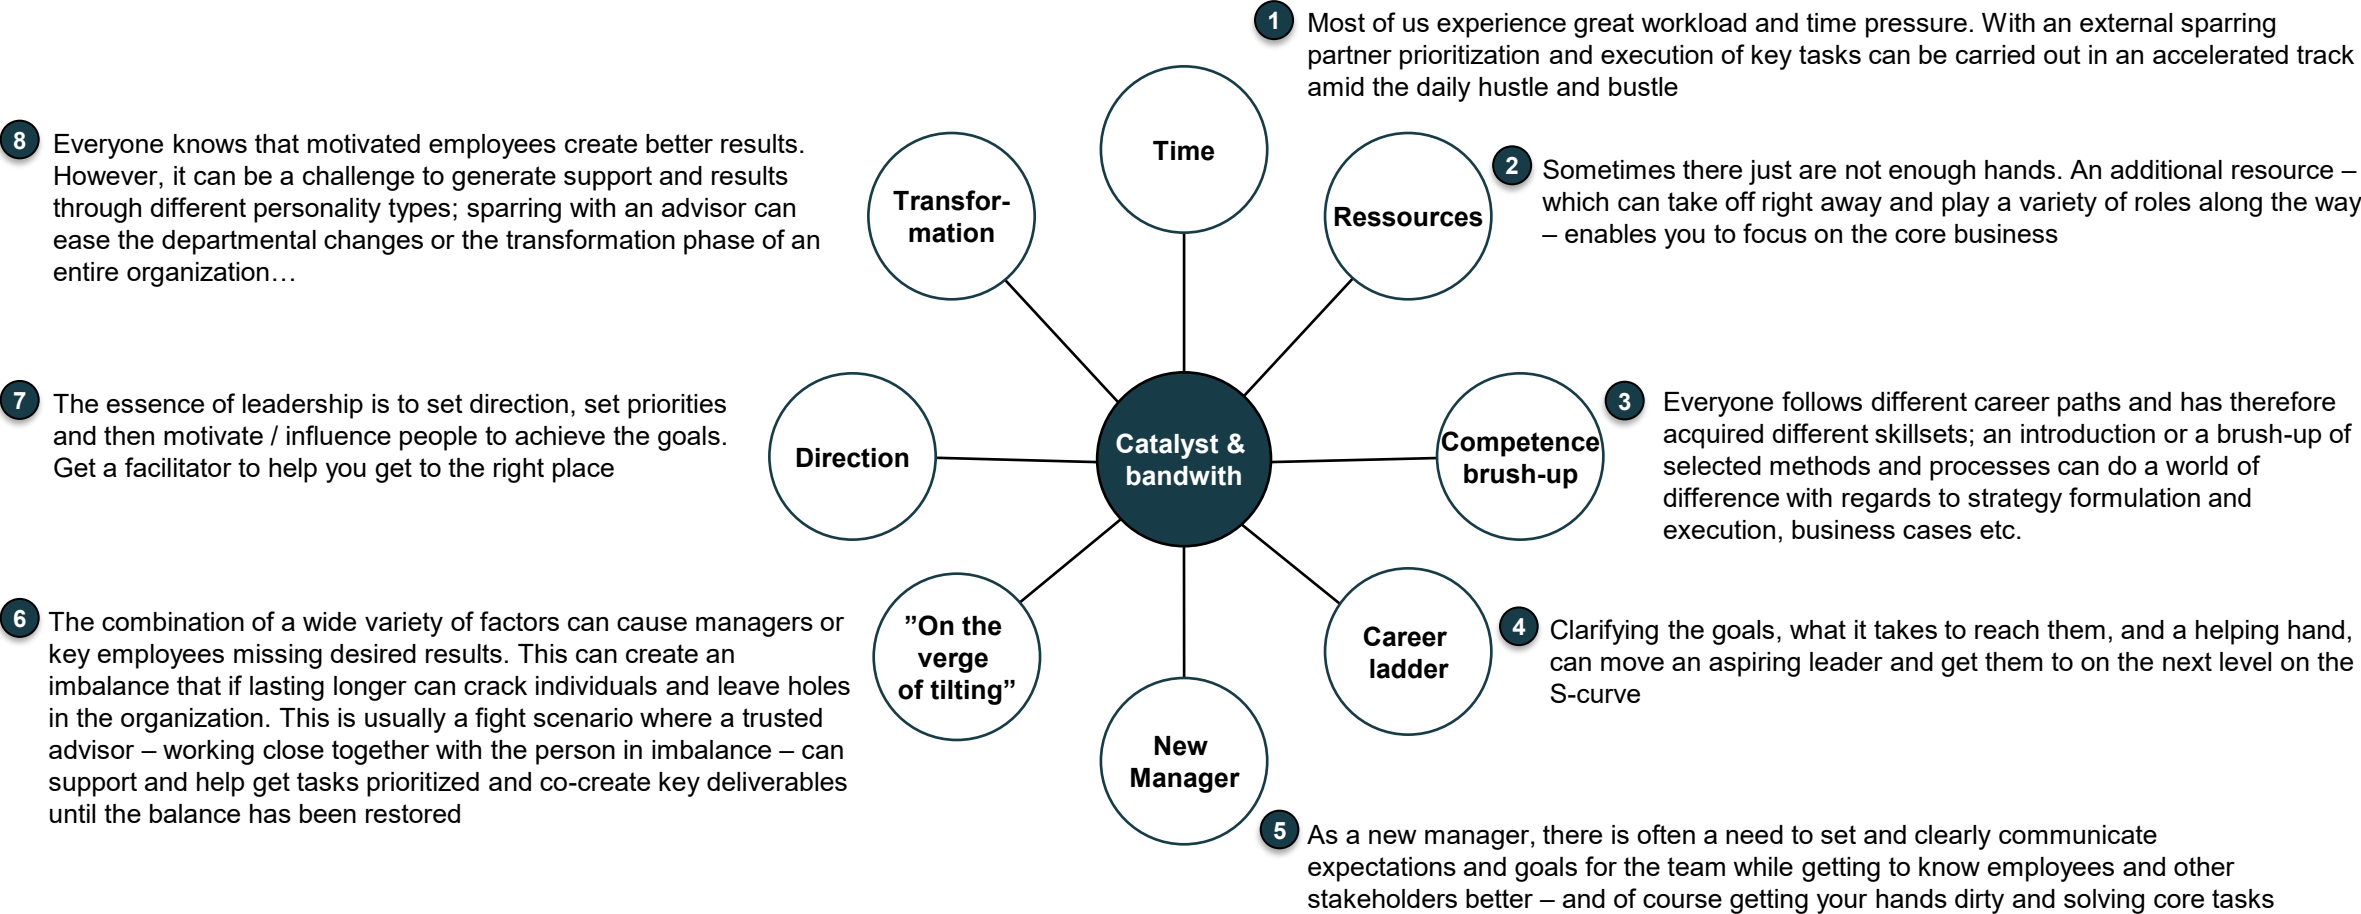 1
Most of us experience great workload and time pressure. With an external sparring
partner prioritization and execution of key tasks can be carried out in an accelerated track
amid the daily hustle and bustle
Time
2
Sometimes there just are not enough hands. An additional resource –
which can take off right away and play a variety of roles along the way
– enables you to focus on the core business
Ressources
3
Everyone follows different career paths and has therefore
acquired different skillsets; an introduction or a brush-up of
selected methods and processes can do a world of
difference with regards to strategy formulation and
execution, business cases etc.
Competence
brush-up
4
Clarifying the goals, what it takes to reach them, and a helping hand,
can move an aspiring leader and get them to on the next level on the
S-curve
Career
ladder
5
As a new manager, there is often a need to set and clearly communicate
expectations and goals for the team while getting to know employees and other
stakeholders better – and of course getting your hands dirty and solving core tasks
New
Manager
6
The combination of a wide variety of factors can cause managers or
key employees missing desired results. This can create an
imbalance that if lasting longer can crack individuals and leave holes
in the organization. This is usually a fight scenario where a trusted
advisor – working close together with the person in imbalance – can
support and help get tasks prioritized and co-create key deliverables
until the balance has been restored
”On the
verge
of tilting”
7
The essence of leadership is to set direction, set priorities
and then motivate / influence people to achieve the goals.
Get a facilitator to help you get to the right place
Direction
8
Everyone knows that motivated employees create better results.
However, it can be a challenge to generate support and results
through different personality types; sparring with an advisor can
ease the departmental changes or the transformation phase of an
entire organization…
Transfor-
mation
Catalyst &
bandwith